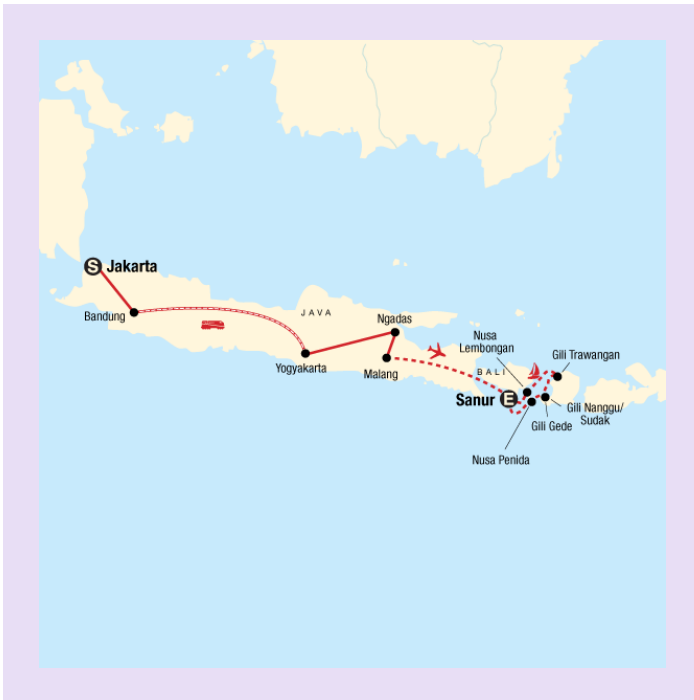 S Jakarta
Bandung
JAVA
Yogyakarta
Ngadas
Malang
Nusa
Lembongan
BALI
Gili Trawangan
Sanur E
Gili Nanggu/
Sudak
Gili Gede
Nusa Penida